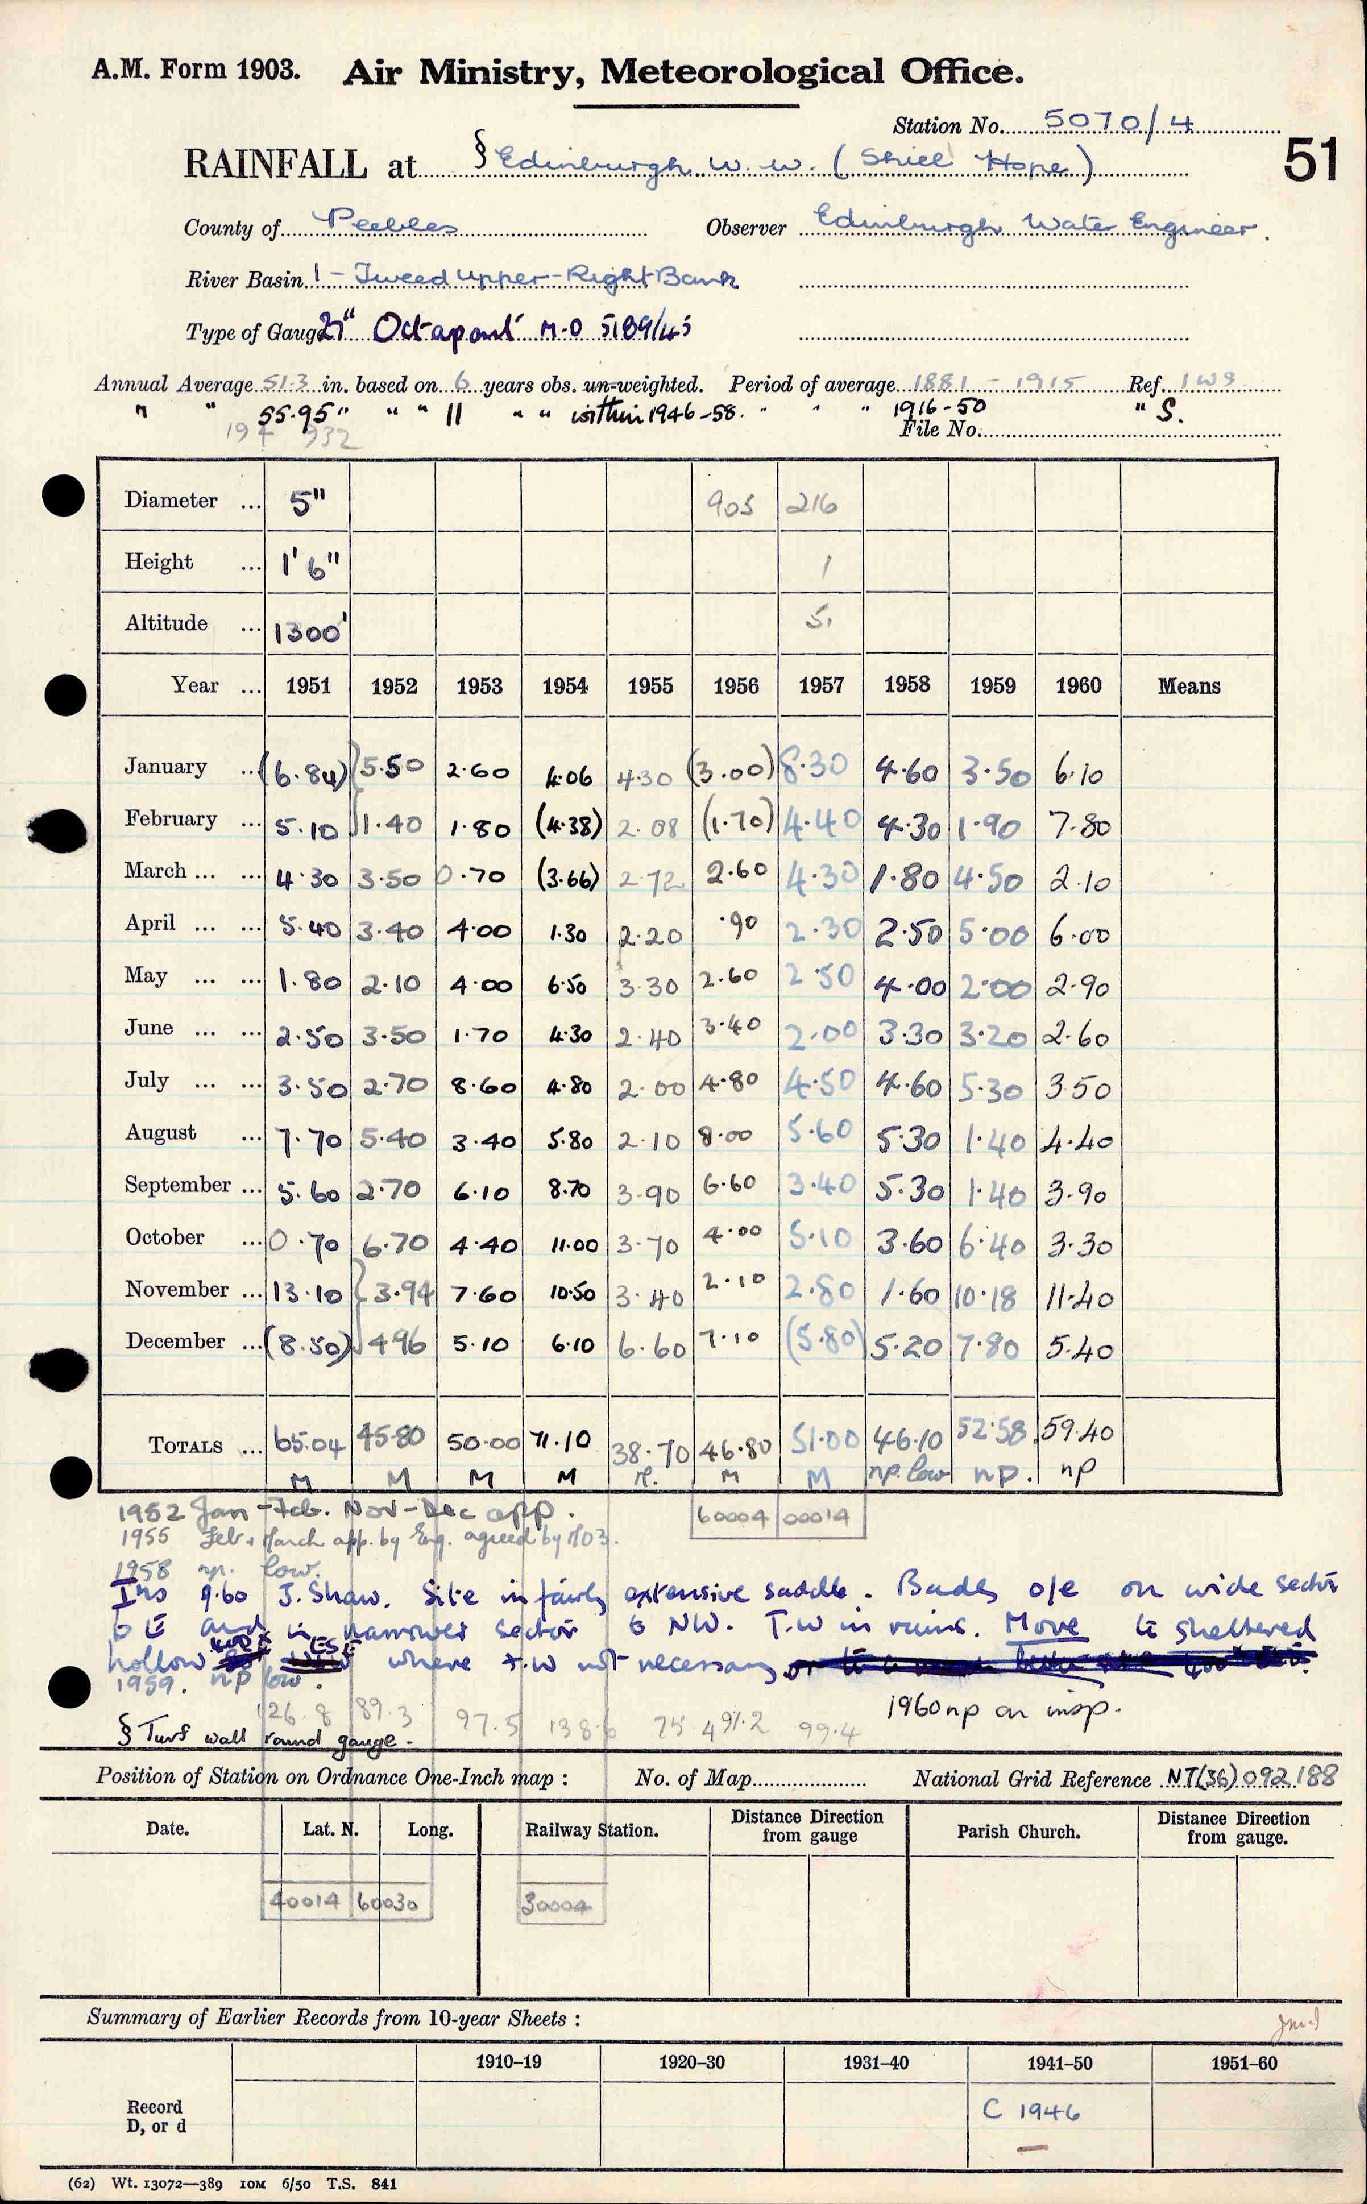 A.M. Form 1903. Air Ministry, Meteorological Office.
Station No. 5070/4
51
RAINFALL at § Edinburgh W. W. (Shiel Hope)
County of Peebles Observer Edinburgh Water Engineer.
River Basin 1 - Tweed Upper - Right Bank
Type of Gauge 21" Octapent M.O 5189/45
Annual Average 51.3 in. based on 6 years obs. un-weighted. Period of average 1881 - 1915 Ref. IWS
" " 55.95" " " 11 " " within 1946-58. " " " 1916-50 " S.
File No.
Diameter ... 5" 905 216
Height ... 1' 6" 1
Altitude ... 1300' 5.
Year ... 1951 1952 1953 1954 1955 1956 1957 1958 1959 1960 Means
January ... (6.84) 5.50 2.60 4.06 4.30 (3.00) 8.30 4.60 3.50 6.10
February ... 5.10 1.40 1.80 (4.38) 2.08 (1.70) 4.40 4.30 1.90 7.80
March ... ... 4.30 3.50 0.70 (3.66) 2.72 2.60 4.30 1.80 4.50 2.10
April ... ... 5.40 3.40 4.00 1.30 2.20 .90 2.30 2.50 5.00 6.00
May ... ... 1.80 2.10 4.00 6.50 3.30 2.60 2.50 4.00 2.00 2.90
June ... ... 2.50 3.50 1.70 4.30 2.40 3.40 2.00 3.30 3.20 2.60
July ... ... 3.50 2.70 8.60 4.80 2.00 4.80 4.50 4.60 5.30 3.50
August ... 7.70 5.40 3.40 5.80 2.10 8.00 5.60 5.30 1.40 4.40
September ... 5.60 2.70 6.10 8.70 3.90 6.60 3.40 5.30 1.40 3.90
October ... 0.70 6.70 4.40 11.00 3.70 4.00 5.10 3.60 6.40 3.30
November ... 13.10 3.94 7.60 10.50 3.40 2.10 2.80 1.60 10.18 11.40
December ... (8.50) 4.96 5.10 6.10 6.60 7.10 (5.80) 5.20 7.80 5.40
TOTALS ... 65.04 45.80 50.00 71.10 38.70 46.80 51.00 46.10 52.58 59.40
M M M M M. M M np. low np. np
1952 Jan - Feb. Nov - Dec app. 60004 00014
1955 Feb & March app. by Eng. agreed by MO3.
1958 np. low.
Ins 9.60 J. Shaw. Site in fairly extensive saddle. Badly o/e on wide sector
to E and in narrower sector to NW. T.W in ruins. Move to sheltered
hollow where T.W not necessary
1959. np low.
1960 np on insp.
126.8 89.3 97.5 138.6 75.4 91.2 99.4
§ Turf wall round gauge.
Position of Station on Ordnance One-Inch map : No. of Map National Grid Reference NT(36) 092188
Date. Lat. N. Long. Railway Station. Distance Direction from gauge Parish Church. Distance Direction from gauge.
40014 60030 30004
Summary of Earlier Records from 10-year Sheets :
1910–19 1920–30 1931–40 1941–50 1951–60
Record
D, or d
C 1946
(62) Wt. 13072—389 10M 6/50 T.S. 841